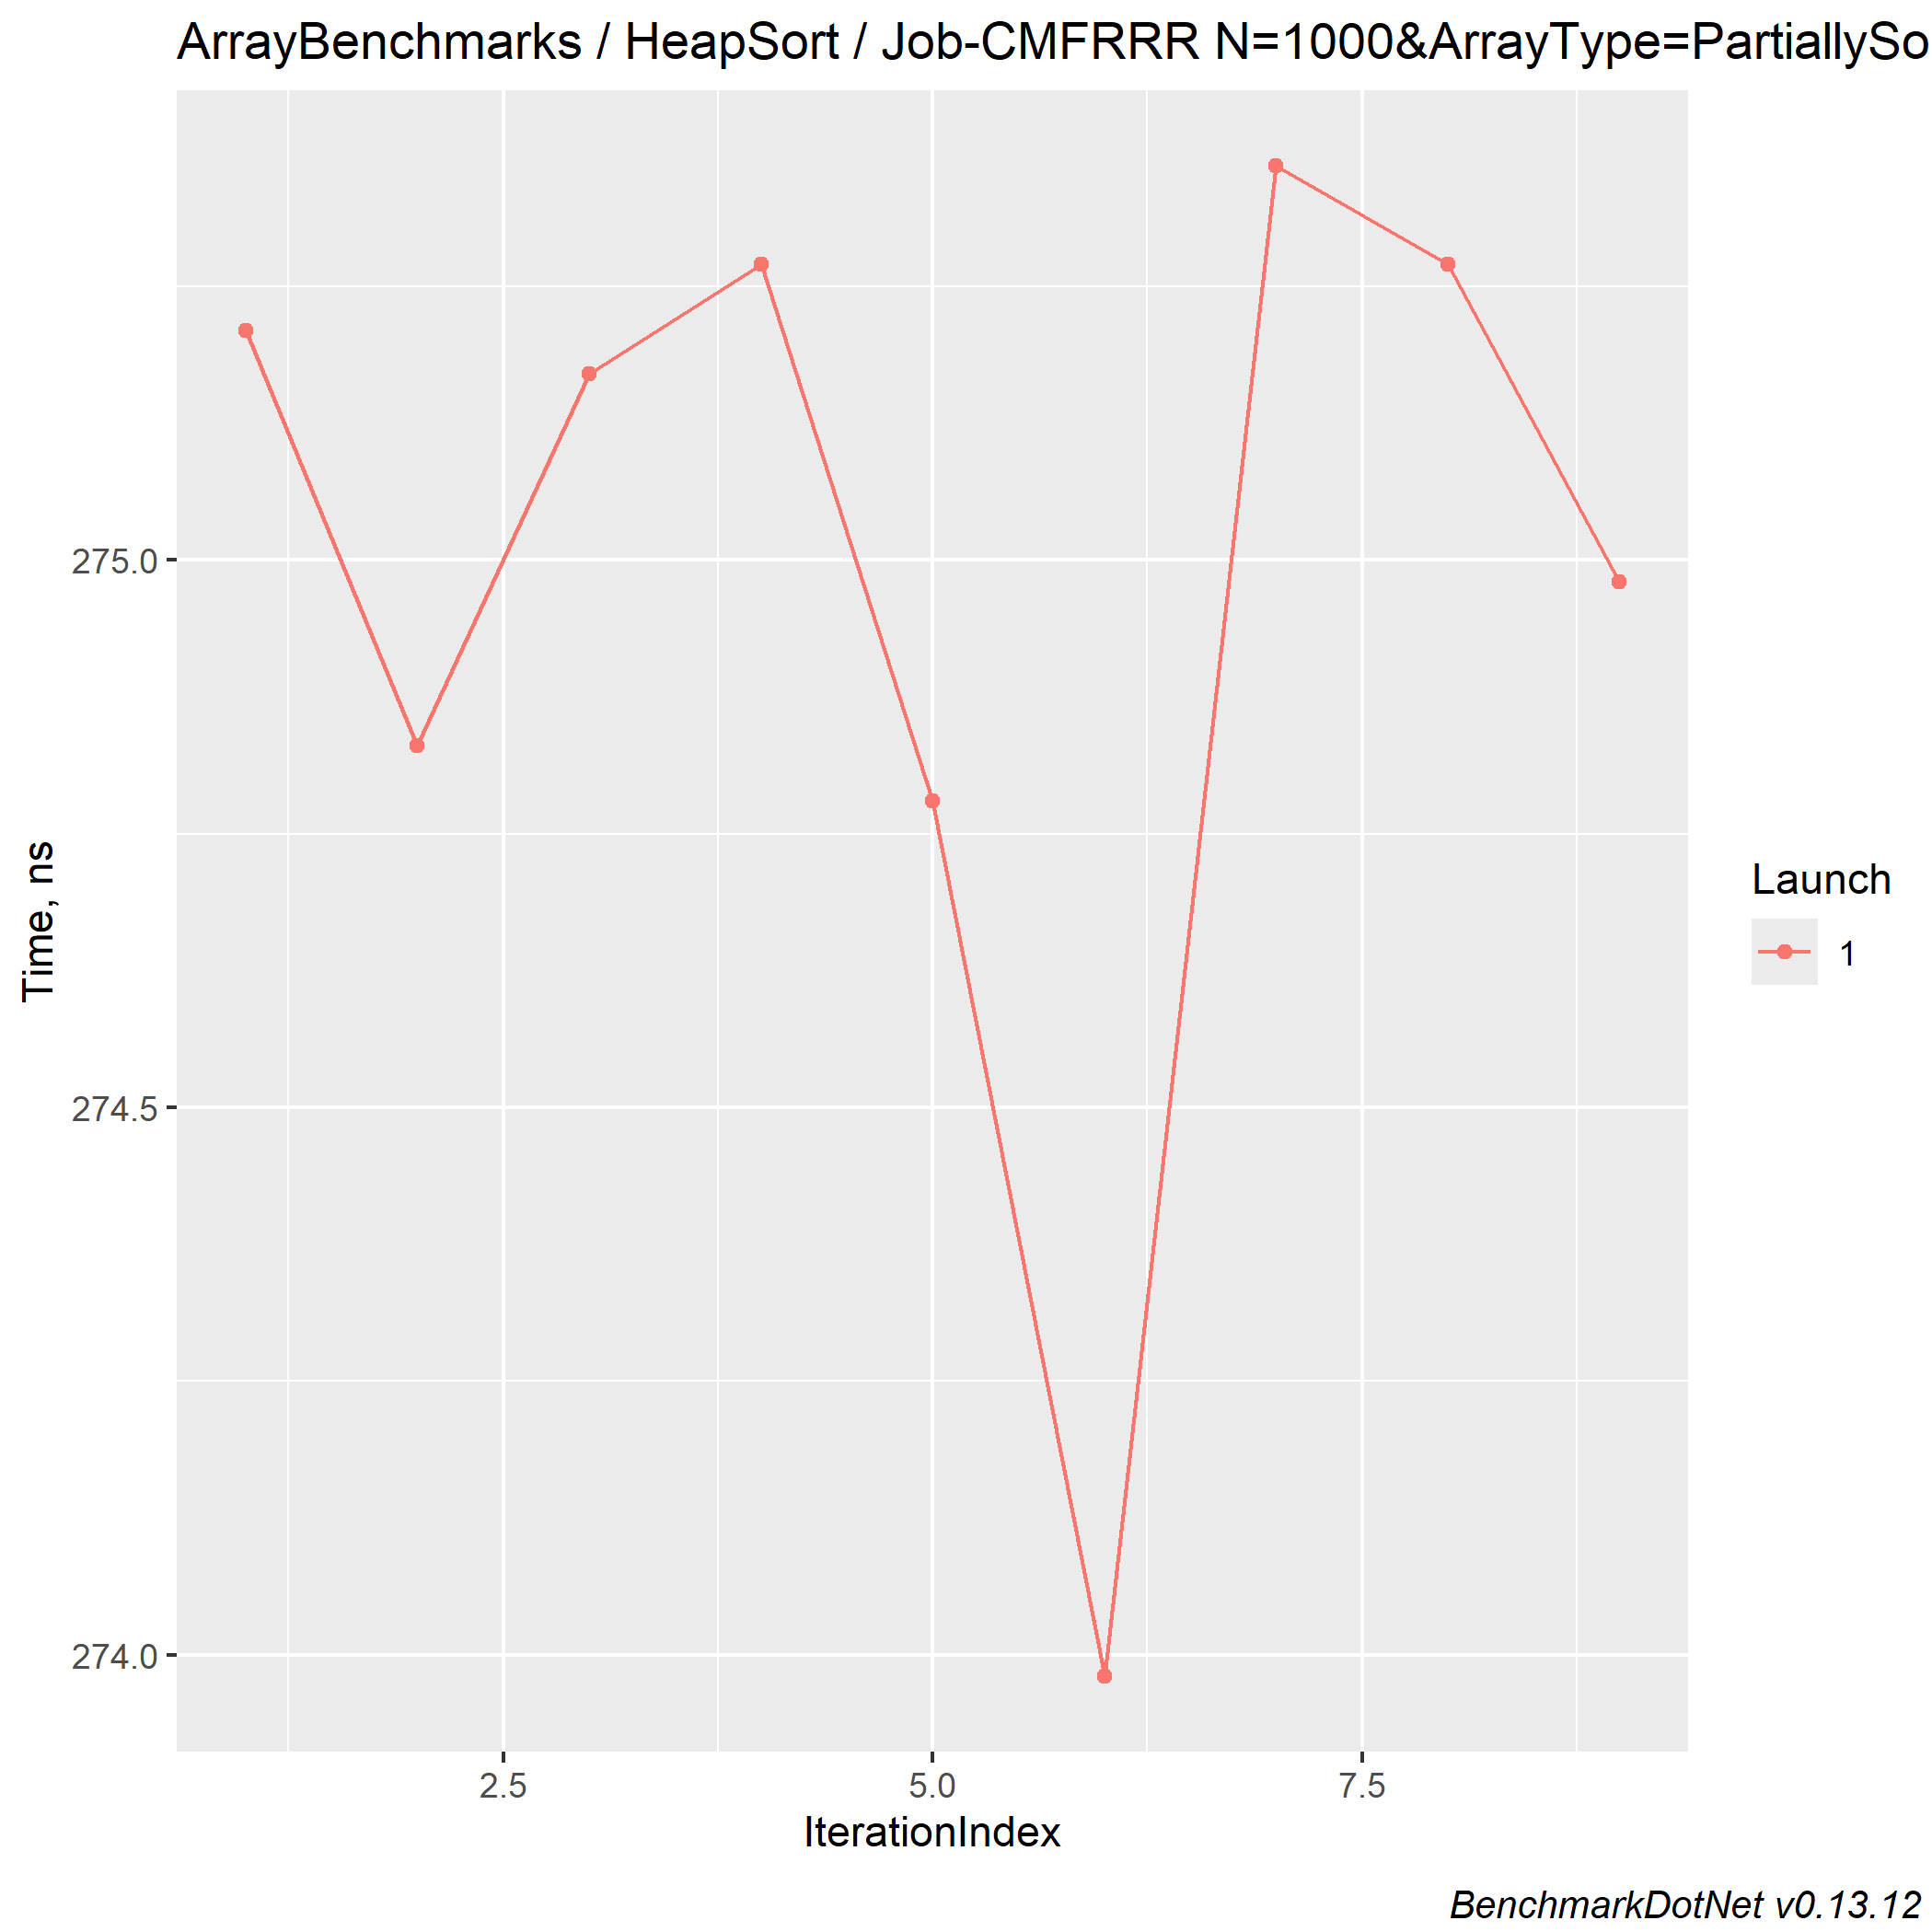 ArrayBenchmarks / HeapSort / Job-CMFRRR N=1000&ArrayType=PartiallySo
275.0
274.5
274.0
Time, ns
2.5 5.0 7.5
IterationIndex
Launch
1
BenchmarkDotNet v0.13.12